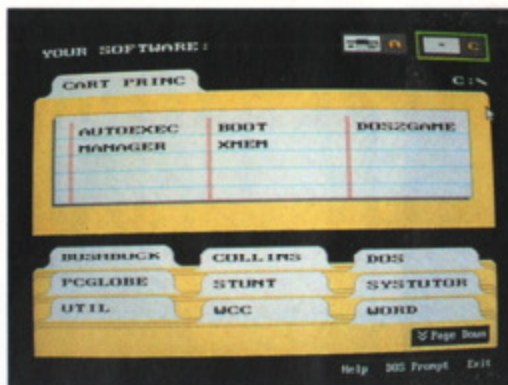 YOUR SOFTWARE:
A
C
CART PRINC
C:\
AUTOEXEC BOOT DOS2GAME
MANAGER XMEM
BUSHBUCK COLLINS DOS
PCGLOBE STUNT SYSTUTOR
UTIL WCC WORD
Page Down
Help DOS Prompt Exit